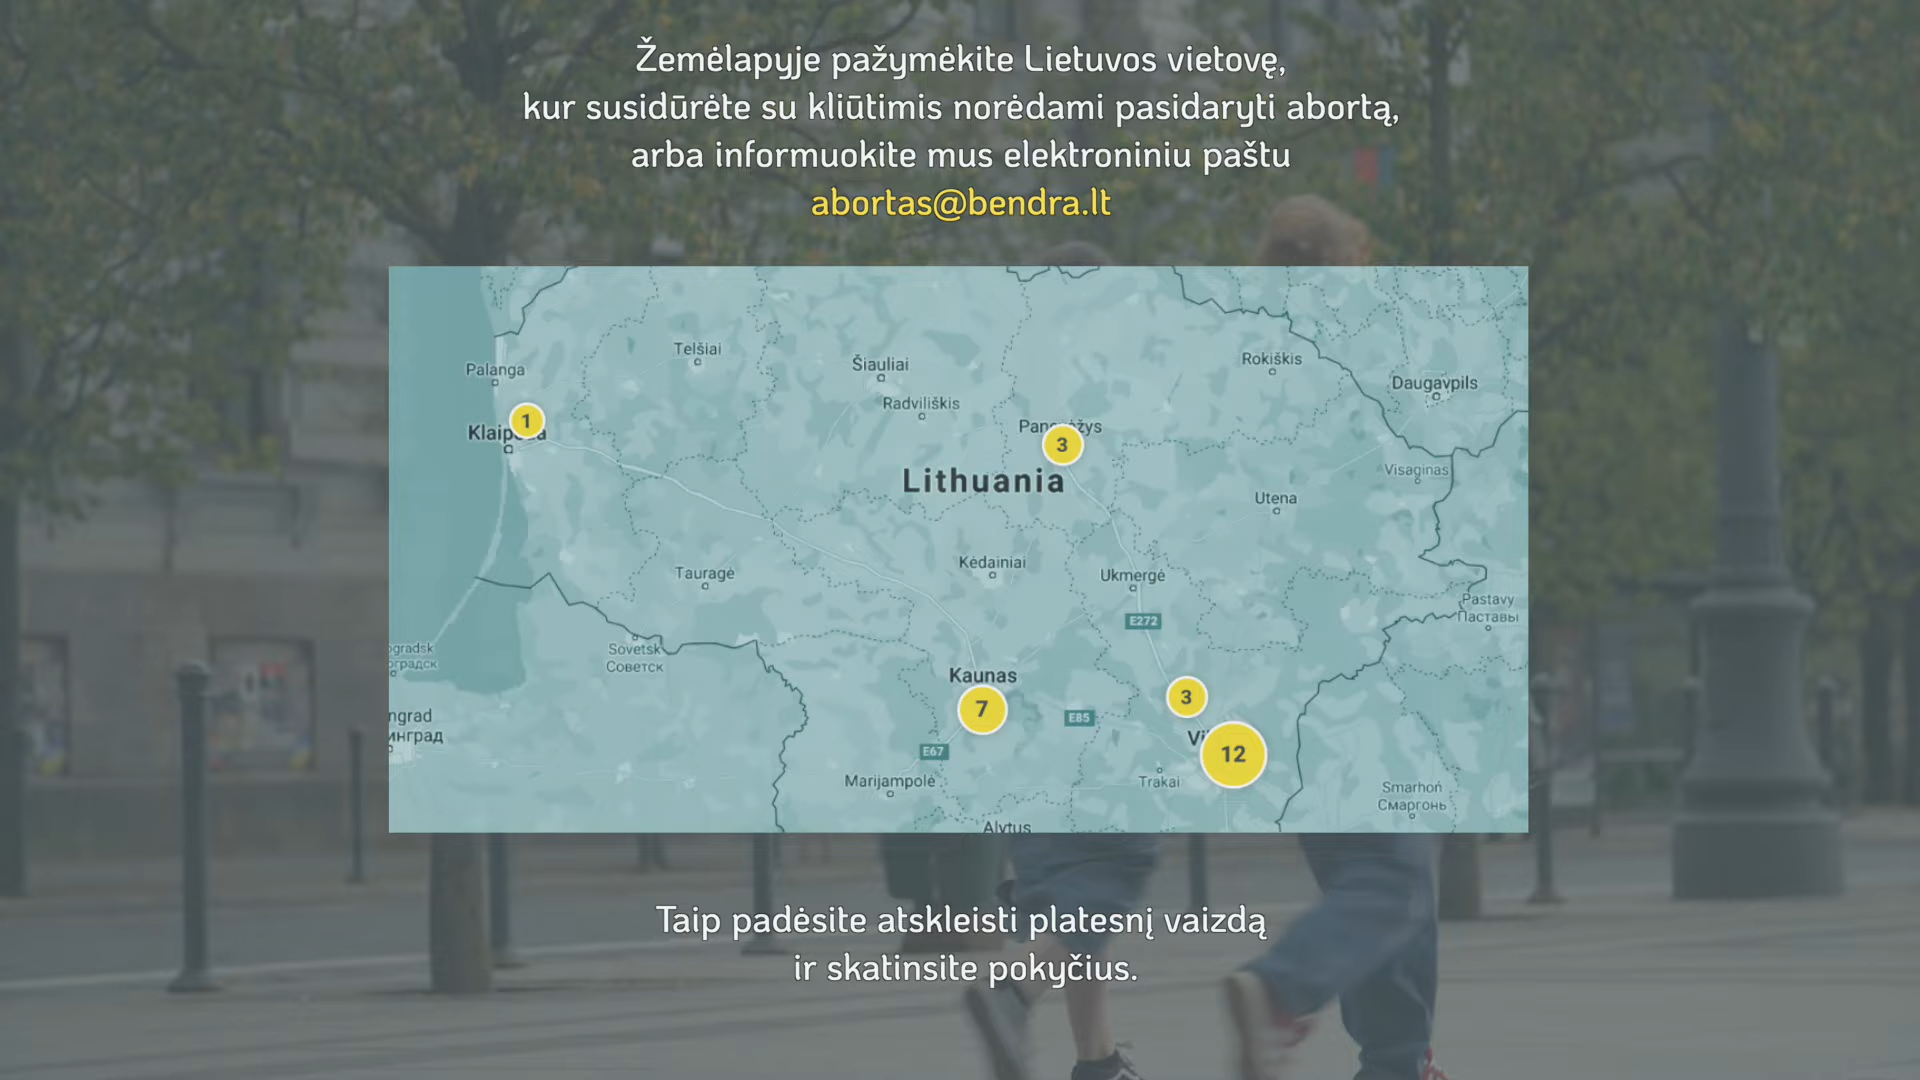 Žemėlapyje pažymėkite Lietuvos vietovę,
kur susidūrėte su kliūtimis norėdami pasidaryti abortą,
arba informuokite mus elektroniniu paštu
abortas@bendra.lt
Telšiai
Šiauliai
Rokiškis
Palanga
Daugavpils
Radviliškis
1
3
Visaginas
Lithuania
Utena
Kėdainiai
Tauragė
Ukmergė
Pastavy
Паставы
E272
Sovetsk
Советск
Kaunas
7
3
E85
12
E67
Marijampolė
Trakai
Smarhoń
Смаргонь
Alytus
Taip padėsite atskleisti platesnį vaizdą
ir skatinsite pokyčius.